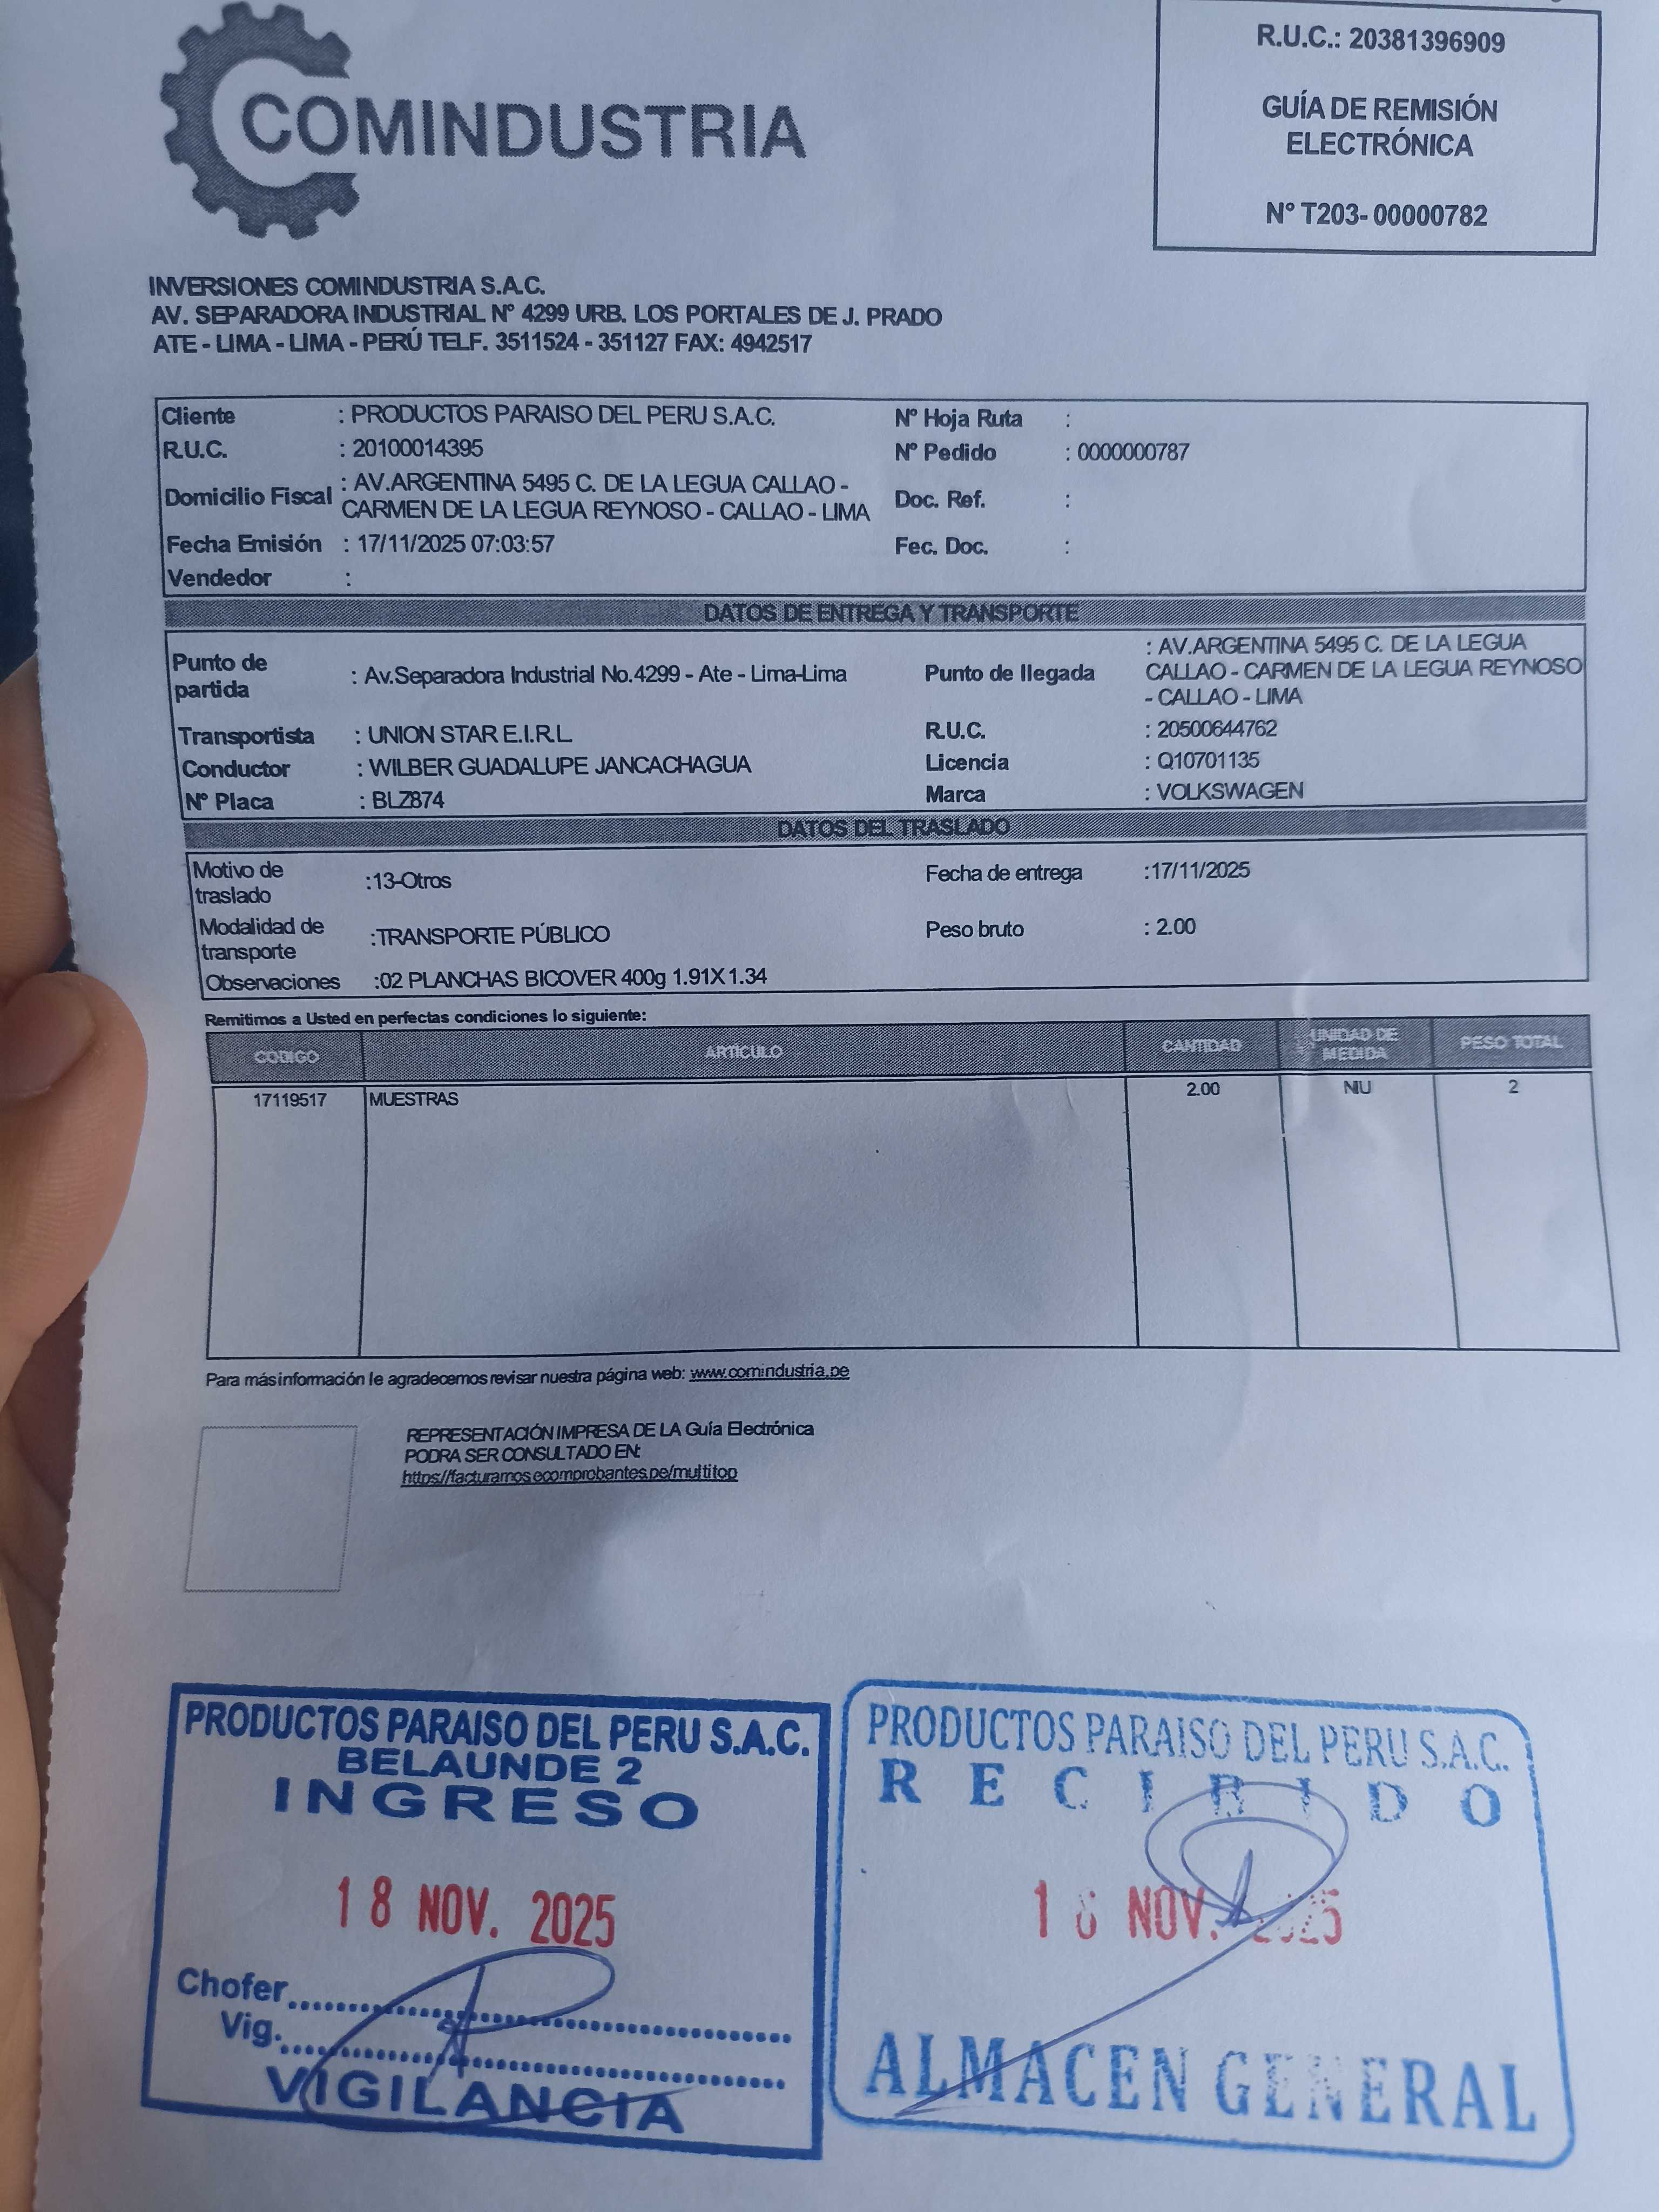 COMINDUSTRIA
R.U.C.: 20381396909
GUÍA DE REMISIÓN
ELECTRÓNICA
Nº T203- 00000782
INVERSIONES COMINDUSTRIA S.A.C.
AV. SEPARADORA INDUSTRIAL Nº 4299 URB. LOS PORTALES DE J. PRADO
ATE - LIMA - LIMA - PERÚ TELF. 3511524 - 351127 FAX: 4942517
Cliente : PRODUCTOS PARAISO DEL PERU S.A.C. Nº Hoja Ruta :
R.U.C. : 20100014395 Nº Pedido : 0000000787
Domicilio Fiscal : AV.ARGENTINA 5495 C. DE LA LEGUA CALLAO -
CARMEN DE LA LEGUA REYNOSO - CALLAO - LIMA Doc. Ref. :
Fecha Emisión : 17/11/2025 07:03:57 Fec. Doc. :
Vendedor :
DATOS DE ENTREGA Y TRANSPORTE
Punto de
partida : Av.Separadora Industrial No.4299 - Ate - Lima-Lima Punto de llegada : AV.ARGENTINA 5495 C. DE LA LEGUA
CALLAO - CARMEN DE LA LEGUA REYNOSO
- CALLAO - LIMA
Transportista : UNION STAR E.I.R.L R.U.C. : 20500644762
Conductor : WILBER GUADALUPE JANCACHAGUA Licencia : Q10701135
Nº Placa : BLZ874 Marca : VOLKSWAGEN
DATOS DEL TRASLADO
Motivo de
traslado :13-Otros Fecha de entrega :17/11/2025
Modalidad de
transporte :TRANSPORTE PÚBLICO Peso bruto : 2.00
Observaciones :02 PLANCHAS BICOVER 400g 1.91X1.34
Remitimos a Usted en perfectas condiciones lo siguiente:
CODIGO ARTÍCULO CANTIDAD UNIDAD DE
MEDIDA PESO TOTAL
17119517 MUESTRAS 2.00 NIU 2
Para más información le agradecemos revisar nuestra página web: www.comindustria.pe
REPRESENTACIÓN IMPRESA DE LA Guía Electrónica
PODRA SER CONSULTADO EN:
https://facturamos.ecomprobantes.pe/multitop
PRODUCTOS PARAISO DEL PERU S.A.C.
BELAUNDE 2
INGRESO
18 NOV. 2025
Chofer
Vig.
VIGILANCIA
PRODUCTOS PARAISO DEL PERU S.A.C.
RECIBIDO
NOV. 2025
ALMACEN GENERAL